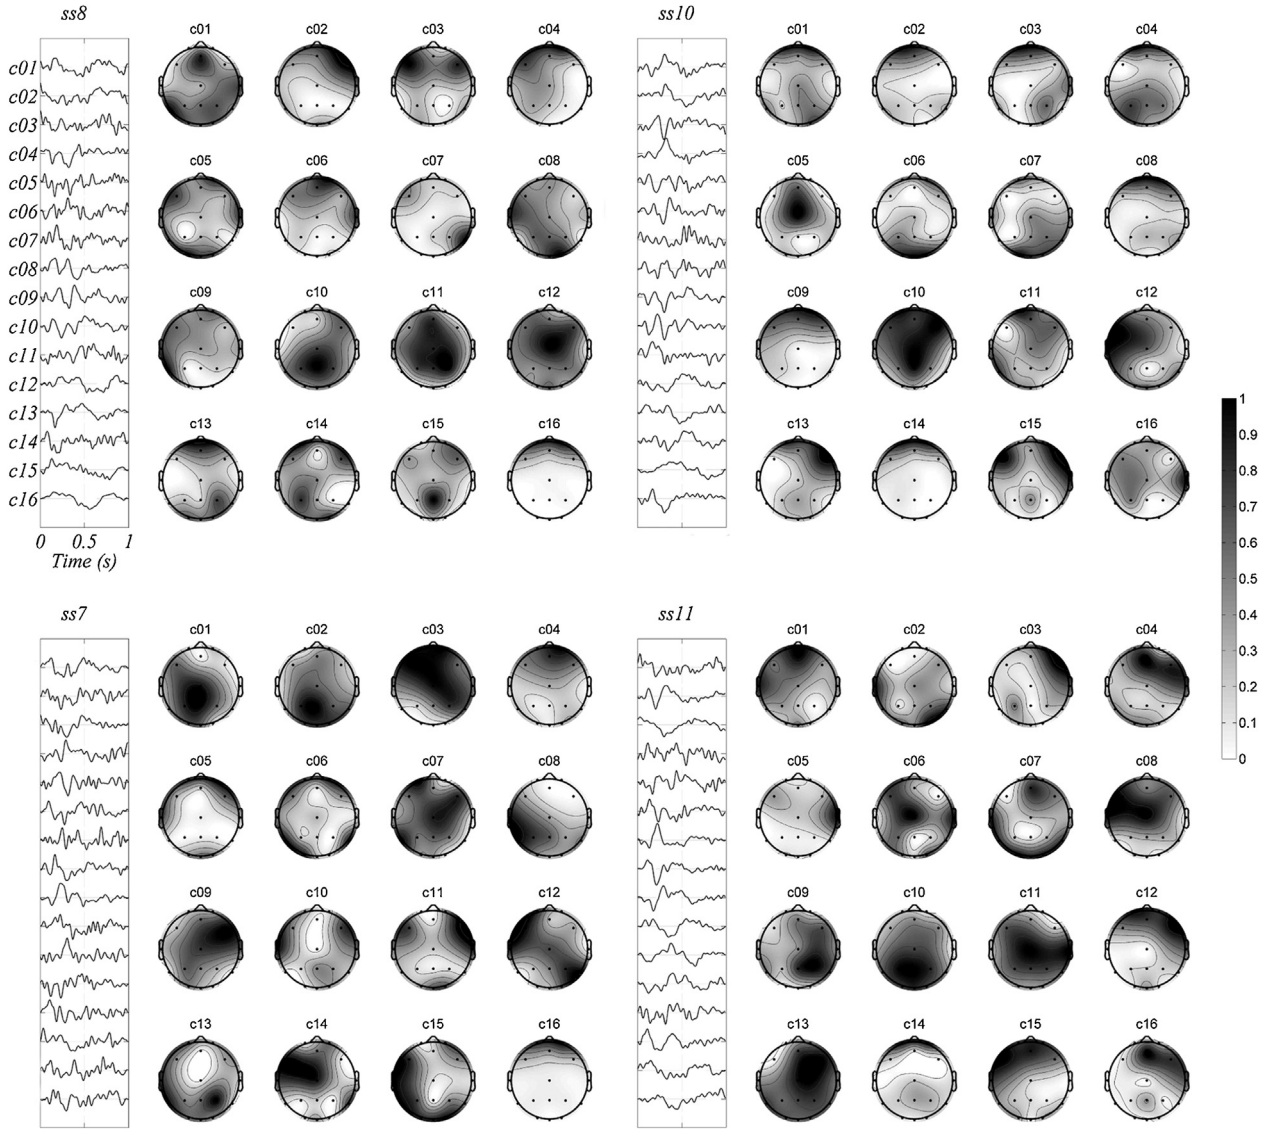 ss8
c01 c02 c03 c04
c01
c02
c03
c04
c05
c06
c07
c08
c09
c10
c11
c12
c13
c14
c15
c16
0 0.5 1
Time (s)
c05 c06 c07 c08
c09 c10 c11 c12
c13 c14 c15 c16
ss10
c01 c02 c03 c04
c05 c06 c07 c08
c09 c10 c11 c12
c13 c14 c15 c16
1
0.9
0.8
0.7
0.6
0.5
0.4
0.3
0.2
0.1
0
ss7
c01 c02 c03 c04
c05 c06 c07 c08
c09 c10 c11 c12
c13 c14 c15 c16
ss11
c01 c02 c03 c04
c05 c06 c07 c08
c09 c10 c11 c12
c13 c14 c15 c16